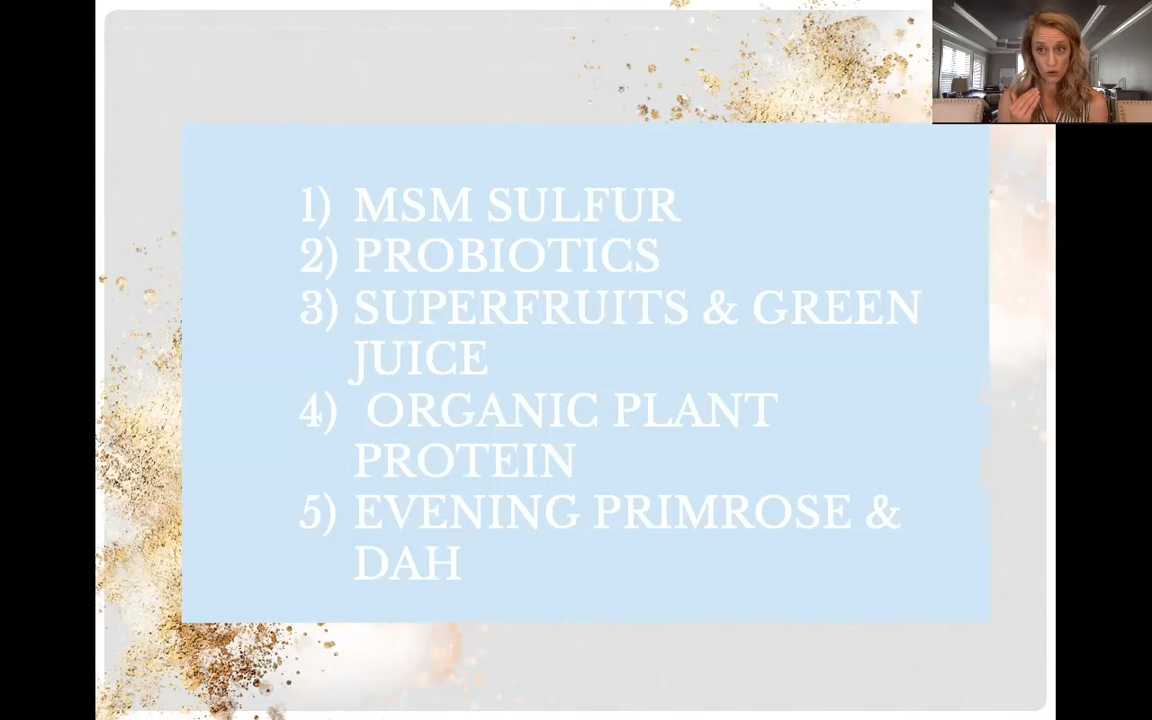 1) MSM SULFUR
2) PROBIOTICS
3) SUPERFRUITS & GREEN
JUICE
4) ORGANIC PLANT
PROTEIN
5) EVENING PRIMROSE &
DAH